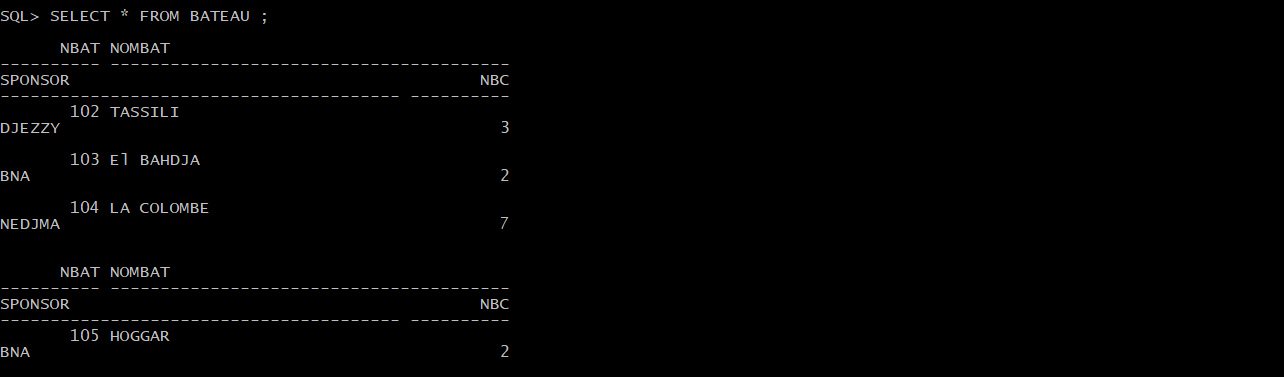 SQL> SELECT * FROM BATEAU ;
      NBAT NOMBAT
---------- ----------------------------------------
SPONSOR                                         NBC
---------------------------------------- ----------
       102 TASSILI
DJEZZY                                            3
       103 El BAHDJA
BNA                                               2
       104 LA COLOMBE
NEDJMA                                            7
      NBAT NOMBAT
---------- ----------------------------------------
SPONSOR                                         NBC
---------------------------------------- ----------
       105 HOGGAR
BNA                                               2